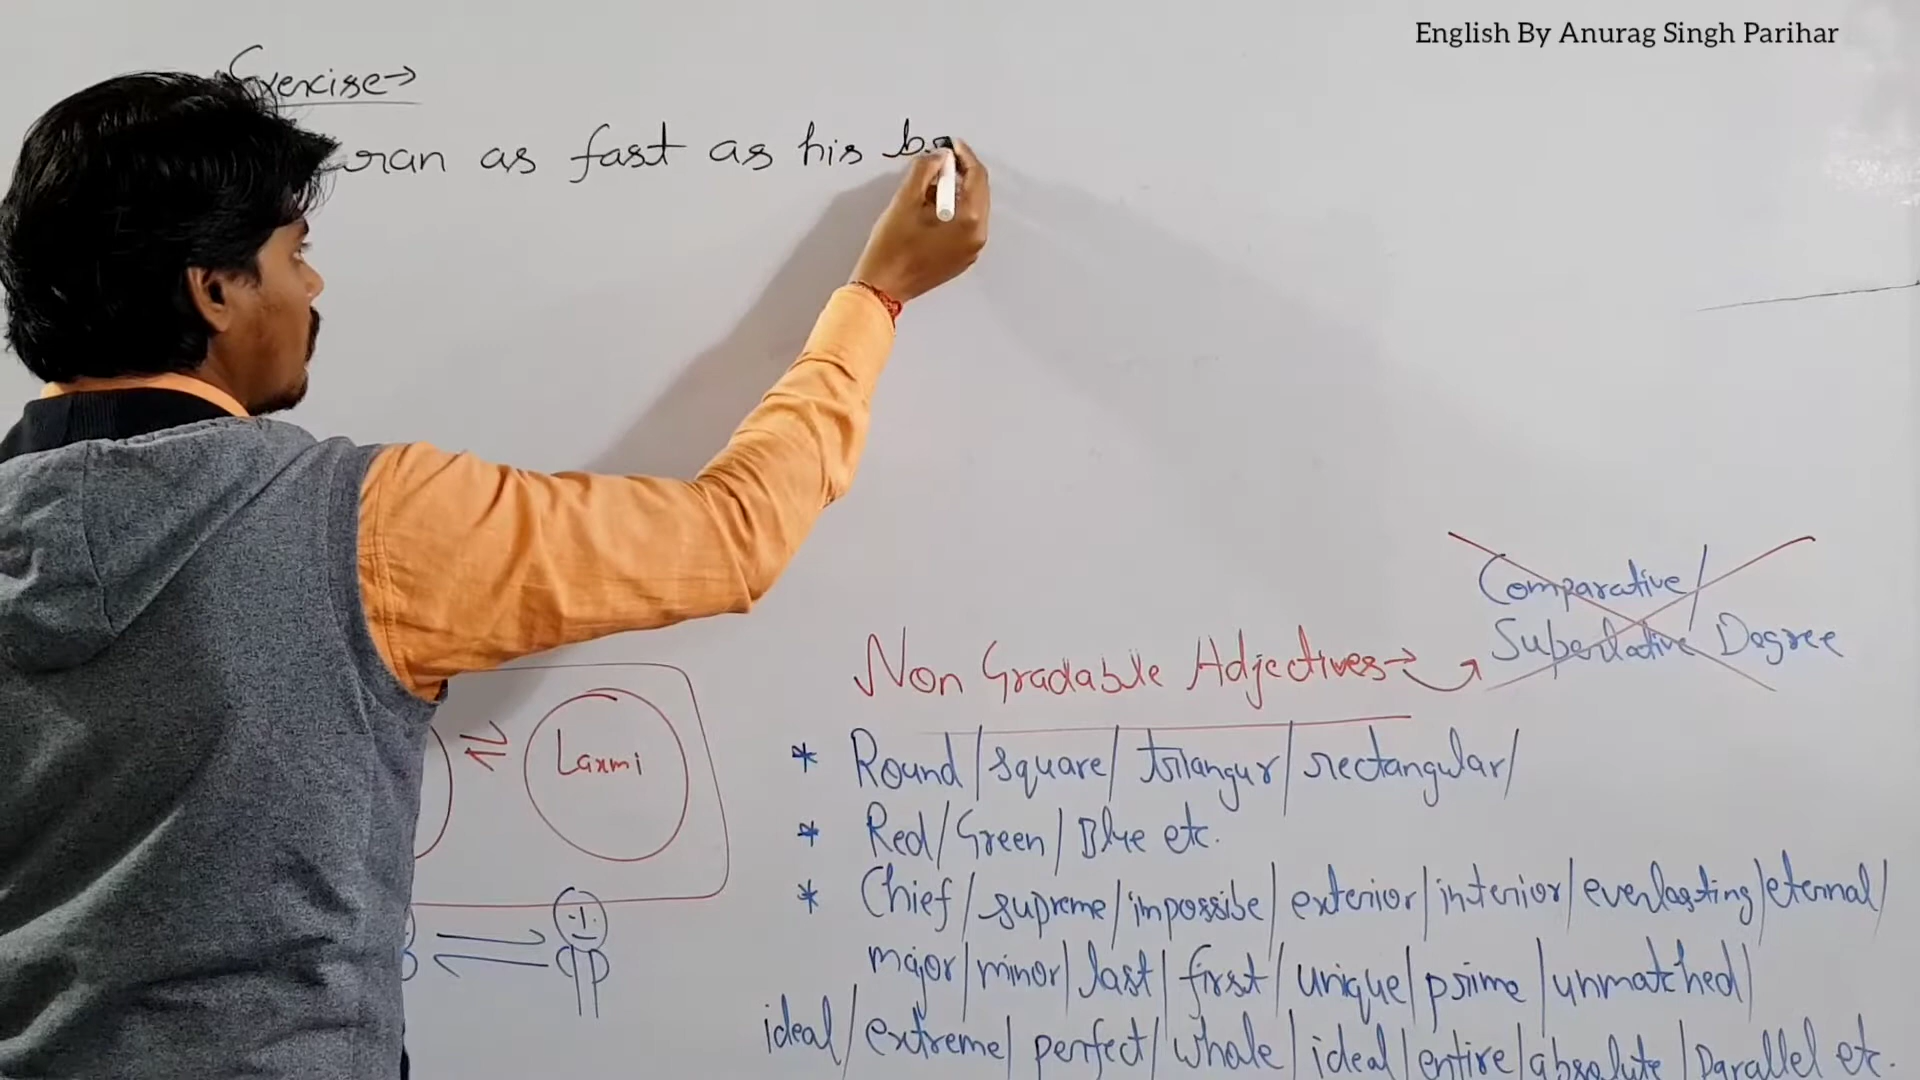 English By Anurag Singh Parihar
Exercise→
ran as fast as his
Comparative/
Superlative Degree
Non Gradable Adjectives→
Laxmi
* Round/square/triangur/rectangular/
* Red/Green/Blue etc.
* Chief/supreme/impossibe/exterior/interior/everlasting/eternal/
major/minor/last/first/unique/prime/unmatched/
ideal/extreme/perfect/whole/ideal/entire/absolute/parallel etc.